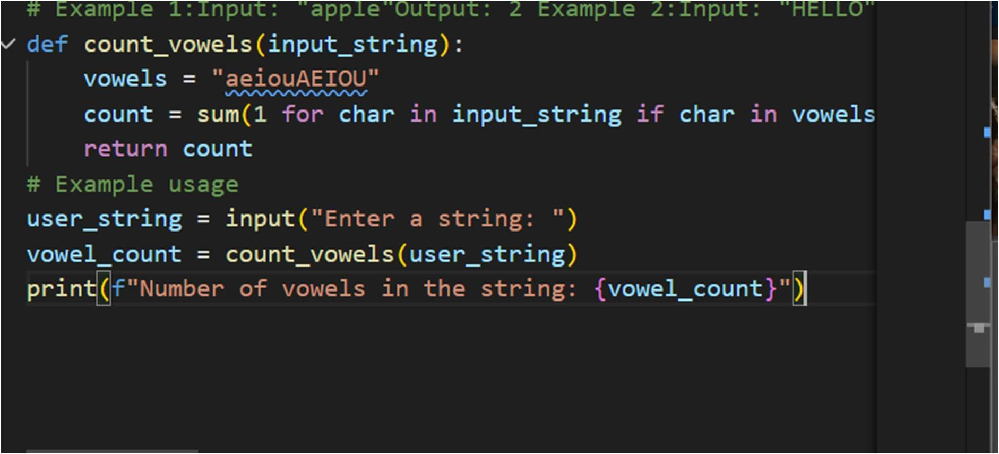 # Example 1:Input: "apple"Output: 2 Example 2:Input: "HELLO"
def count_vowels(input_string):
    vowels = "aeiouAEIOU"
    count = sum(1 for char in input_string if char in vowels
    return count
# Example usage
user_string = input("Enter a string: ")
vowel_count = count_vowels(user_string)
print(f"Number of vowels in the string: {vowel_count}")